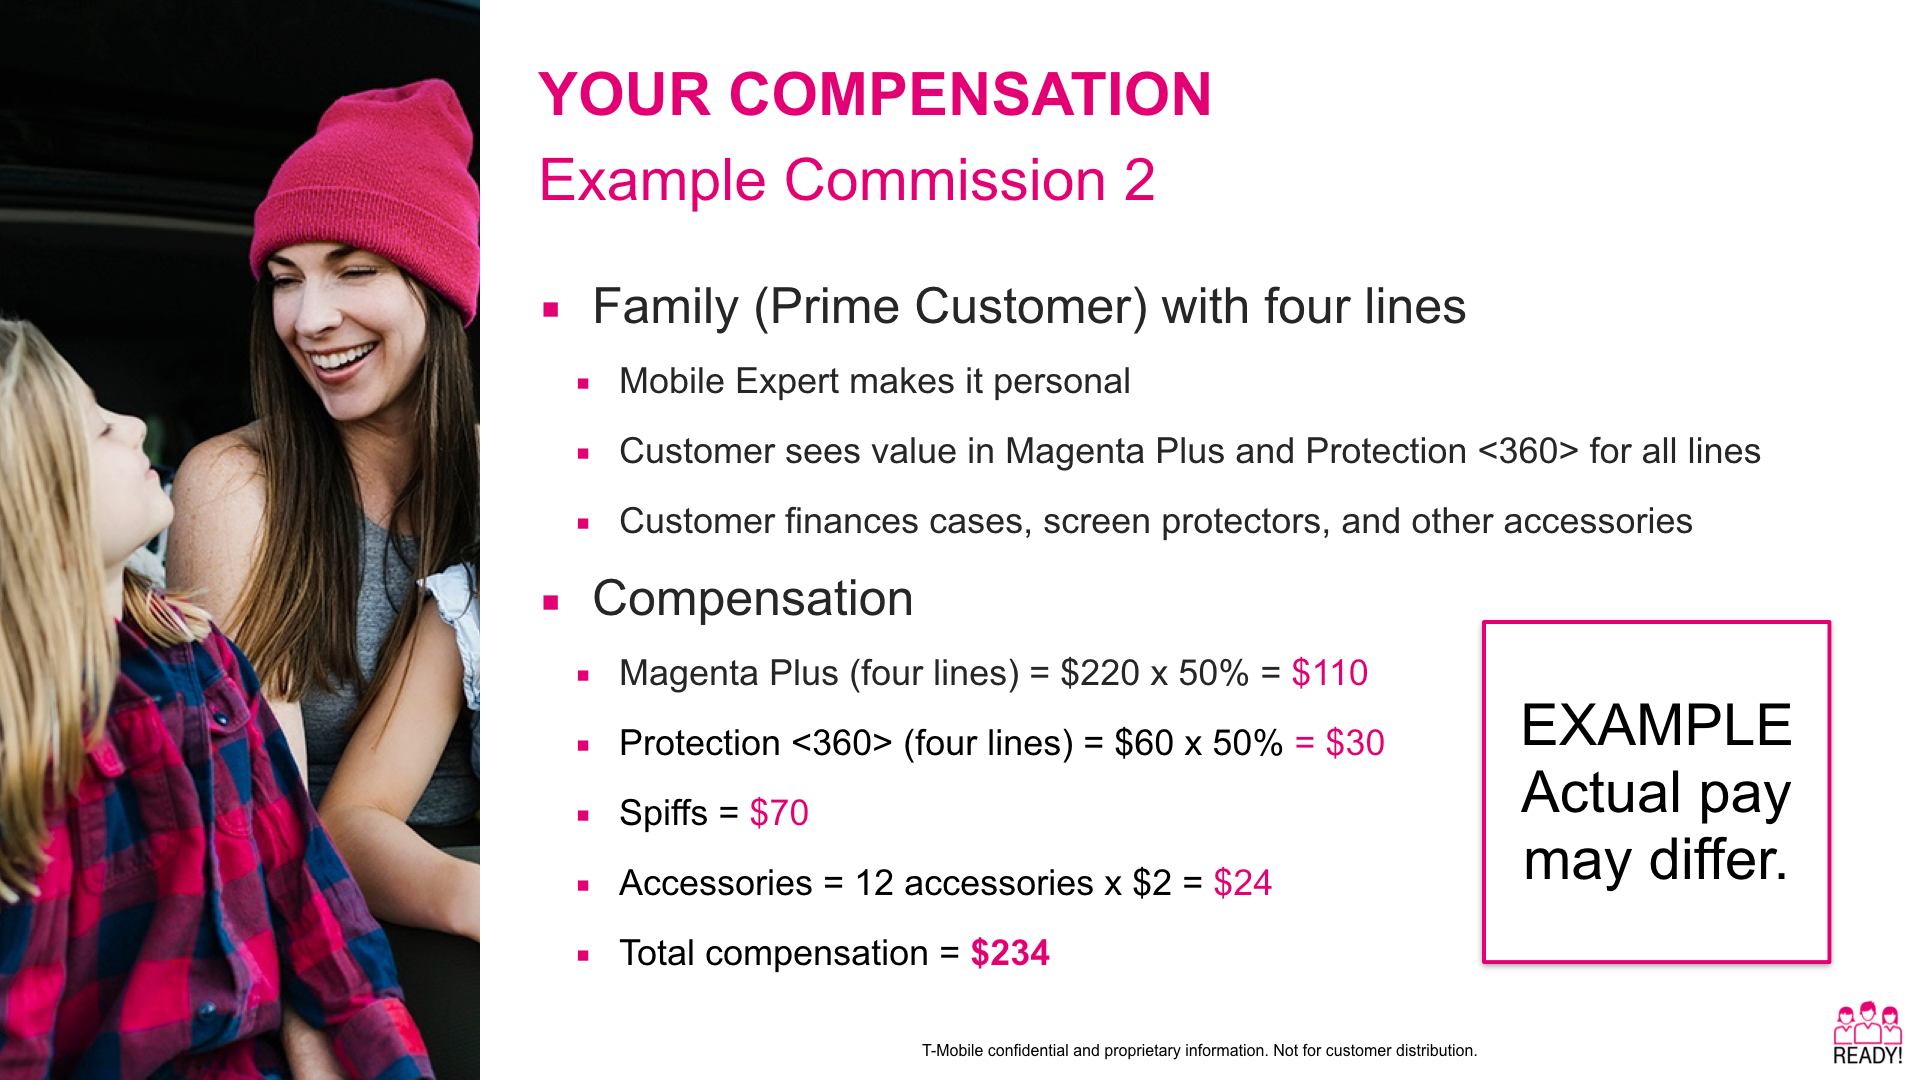 YOUR COMPENSATION
Example Commission 2
Family (Prime Customer) with four lines
Mobile Expert makes it personal
Customer sees value in Magenta Plus and Protection <360> for all lines
Customer finances cases, screen protectors, and other accessories
Compensation
Magenta Plus (four lines) = $220 x 50% = $110
Protection <360> (four lines) = $60 x 50% = $30
Spiffs = $70
Accessories = 12 accessories x $2 = $24
Total compensation = $234
EXAMPLE
Actual pay
may differ.
T-Mobile confidential and proprietary information. Not for customer distribution.
READY!